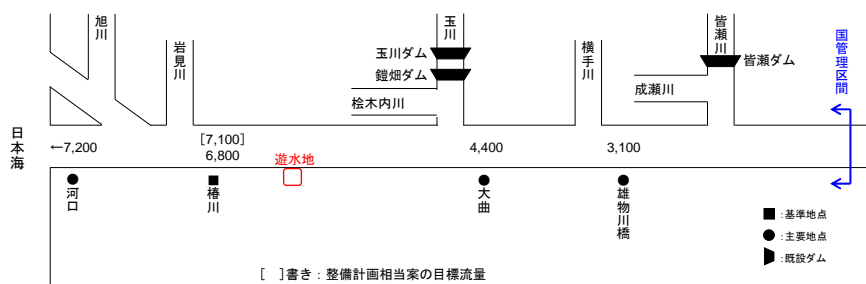 旭川
岩見川
玉川
横手川
皆瀬川
国管理区間
玉川ダム
鎧畑ダム
皆瀬ダム
桧木内川
成瀬川
日本海
←7,200
[7,100]
6,800
遊水地
4,400
3,100
河口
椿川
大曲
雄物川橋
■:基準地点
●:主要地点
:既設ダム
[ ]書き：整備計画相当案の目標流量